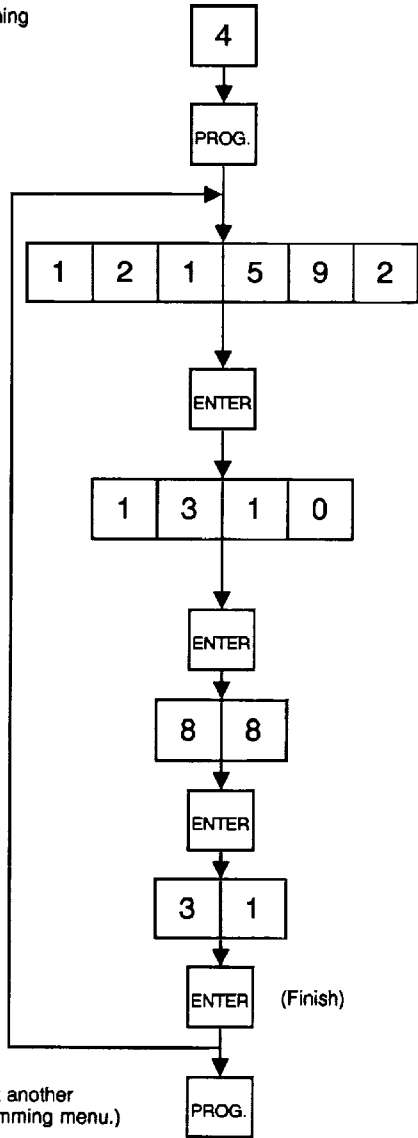 ning
4
PROG.
1 2 1 5 9 2
ENTER
1 3 1 0
ENTER
8 8
ENTER
3 1
ENTER (Finish)
another
mming menu.)
PROG.